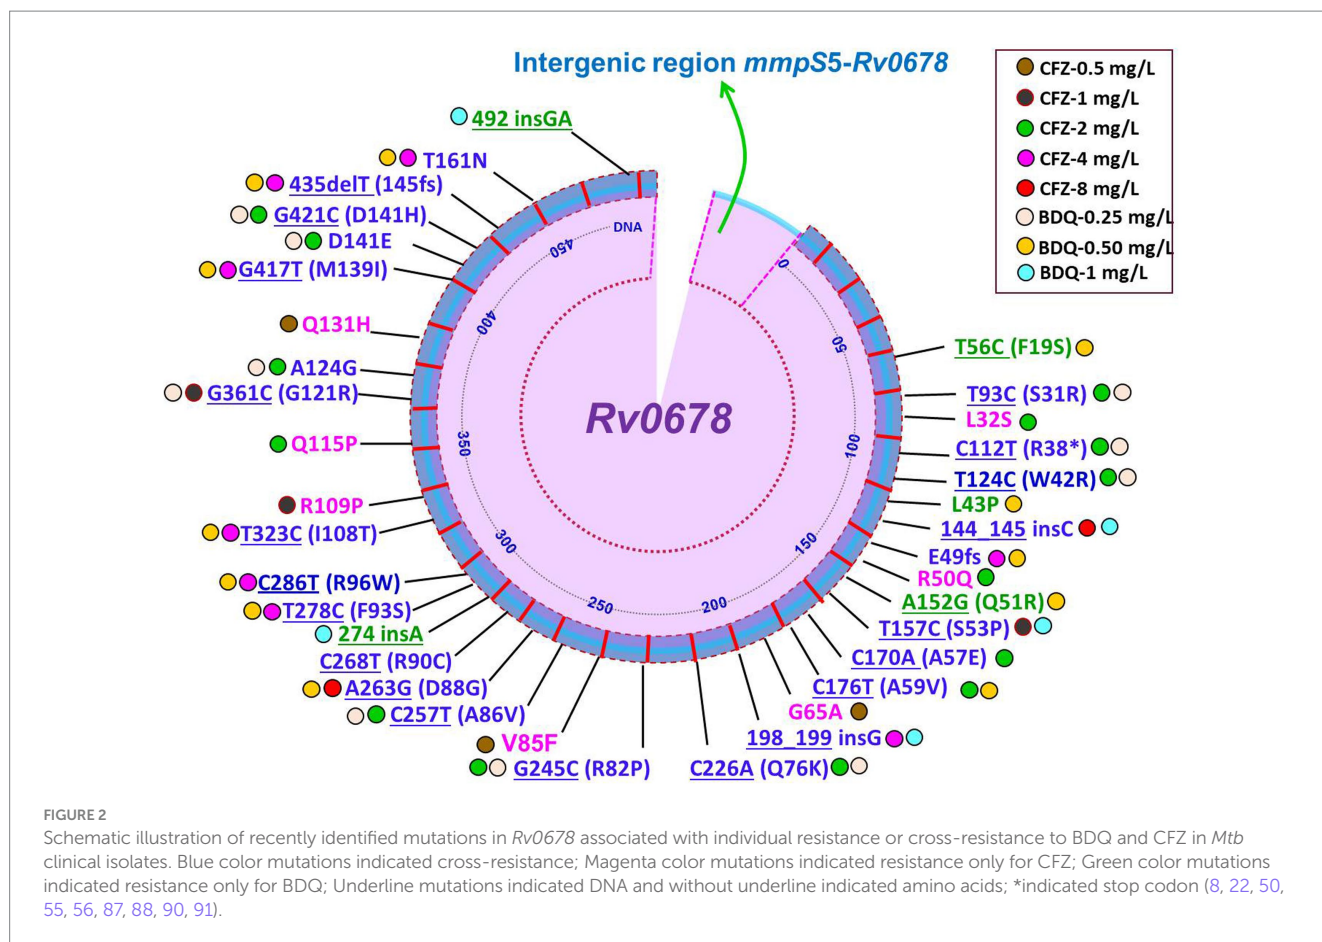 Intergenic region mmpS5-Rv0678
CFZ-0.5 mg/L
CFZ-1 mg/L
CFZ-2 mg/L
CFZ-4 mg/L
CFZ-8 mg/L
BDQ-0.25 mg/L
BDQ-0.50 mg/L
BDQ-1 mg/L
492 insGA
T161N
435delT (145fs)
G421C (D141H)
D141E
G417T (M139I)
Q131H
A124G
G361C (G121R)
Q115P
R109P
T323C (I108T)
C286T (R96W)
T278C (F93S)
274 insA
C268T (R90C)
A263G (D88G)
C257T (A86V)
V85F
G245C (R82P)
T56C (F19S)
T93C (S31R)
L32S
C112T (R38*)
T124C (W42R)
L43P
144_145 insC
E49fs
R50Q
A152G (Q51R)
T157C (S53P)
C170A (A57E)
C176T (A59V)
G65A
198_199 insG
C226A (Q76K)
DNA
0
50
100
150
200
250
300
350
400
450
Rv0678
FIGURE 2
Schematic illustration of recently identified mutations in Rv0678 associated with individual resistance or cross-resistance to BDQ and CFZ in Mtb
clinical isolates. Blue color mutations indicated cross-resistance; Magenta color mutations indicated resistance only for CFZ; Green color mutations
indicated resistance only for BDQ; Underline mutations indicated DNA and without underline indicated amino acids; *indicated stop codon (8, 22, 50,
55, 56, 87, 88, 90, 91).